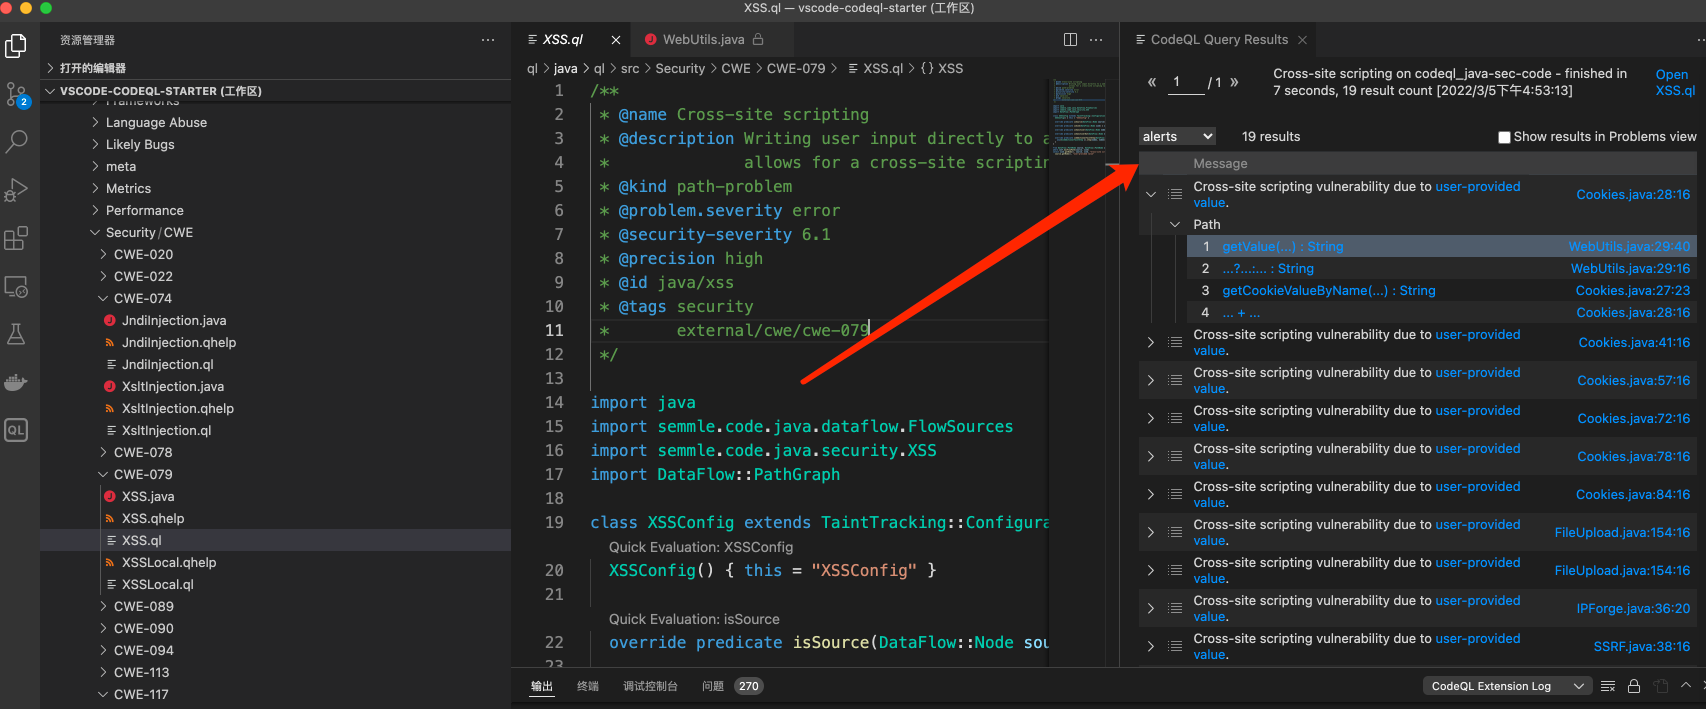 XSS.ql — vscode-codeql-starter (工作区)
资源管理器
打开的编辑器
VSCODE-CODEQL-STARTER (工作区)
Frameworks
Language Abuse
Likely Bugs
meta
Metrics
Performance
Security/CWE
CWE-020
CWE-022
CWE-074
JndiInjection.java
JndiInjection.qhelp
JndiInjection.ql
XsltInjection.java
XsltInjection.qhelp
XsltInjection.ql
CWE-078
CWE-079
XSS.java
XSS.qhelp
XSS.ql
XSSLocal.qhelp
XSSLocal.ql
CWE-089
CWE-090
CWE-094
CWE-113
CWE-117
2
QL
XSS.ql
WebUtils.java
ql > java > ql > src > Security > CWE > CWE-079 > XSS.ql > {} XSS
1 /**
2 * @name Cross-site scripting
3 * @description Writing user input directly to a
4 * allows for a cross-site scriptin
5 * @kind path-problem
6 * @problem.severity error
7 * @security-severity 6.1
8 * @precision high
9 * @id java/xss
10 * @tags security
11 * external/cwe/cwe-079
12 */
13
14 import java
15 import semmle.code.java.dataflow.FlowSources
16 import semmle.code.java.security.XSS
17 import DataFlow::PathGraph
18
19 class XSSConfig extends TaintTracking::Configura
Quick Evaluation: XSSConfig
20 XSSConfig() { this = "XSSConfig" }
21
Quick Evaluation: isSource
22 override predicate isSource(DataFlow::Node sou
23
CodeQL Query Results
« 1 / 1 »
Cross-site scripting on codeql_java-sec-code - finished in
7 seconds, 19 result count [2022/3/5下午4:53:13]
Open
XSS.ql
alerts
19 results
Show results in Problems view
Message
Cross-site scripting vulnerability due to user-provided
value.
Cookies.java:28:16
Path
1 getValue(...) : String WebUtils.java:29:40
2 ...?...:... : String WebUtils.java:29:16
3 getCookieValueByName(...) : String Cookies.java:27:23
4 ... + ... Cookies.java:28:16
Cross-site scripting vulnerability due to user-provided
value.
Cookies.java:41:16
Cross-site scripting vulnerability due to user-provided
value.
Cookies.java:57:16
Cross-site scripting vulnerability due to user-provided
value.
Cookies.java:72:16
Cross-site scripting vulnerability due to user-provided
value.
Cookies.java:78:16
Cross-site scripting vulnerability due to user-provided
value.
Cookies.java:84:16
Cross-site scripting vulnerability due to user-provided
value.
FileUpload.java:154:16
Cross-site scripting vulnerability due to user-provided
value.
FileUpload.java:154:16
Cross-site scripting vulnerability due to user-provided
value.
IPForge.java:36:20
Cross-site scripting vulnerability due to user-provided
value.
SSRF.java:38:16
输出 终端 调试控制台 问题 270
CodeQL Extension Log